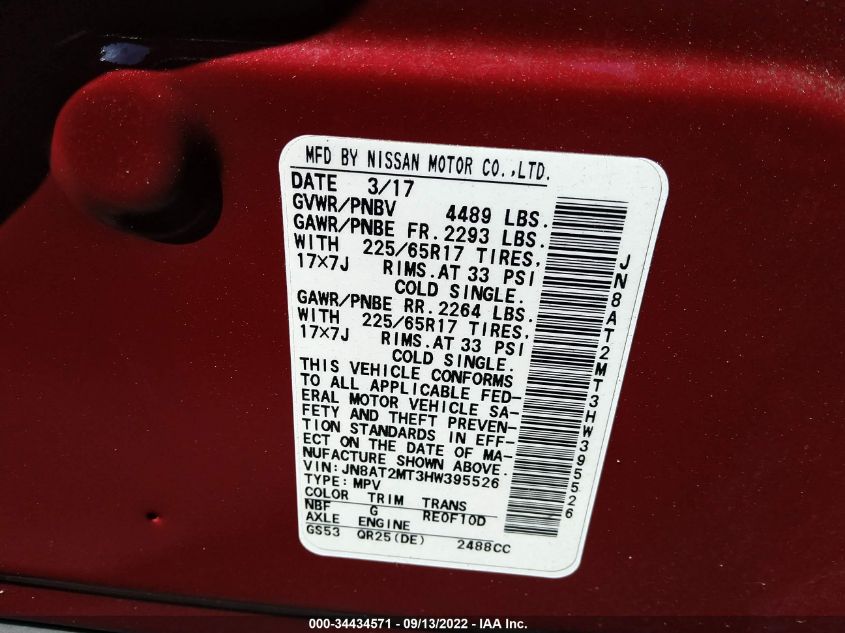 MFD BY NISSAN MOTOR CO.,LTD.
DATE 3/17
GVWR/PNBV 4489 LBS.
GAWR/PNBE FR. 2293 LBS.
WITH 225/65R17 TIRES,
17×7J RIMS.AT 33 PSI
COLD SINGLE.
GAWR/PNBE RR. 2264 LBS.
WITH 225/65R17 TIRES,
17×7J RIMS.AT 33 PSI
COLD SINGLE.
THIS VEHICLE CONFORMS
TO ALL APPLICABLE FED-
ERAL MOTOR VEHICLE SA-
FETY AND THEFT PREVEN-
TION STANDARDS IN EFF-
ECT ON THE DATE OF MA-
NUFACTURE SHOWN ABOVE.
VIN:JN8AT2MT3HW395526
TYPE: MPV
COLOR TRIM TRANS
NBF G RE0F10D
AXLE ENGINE
GS53 QR25(DE) 2488CC
JN8AT2MT3HW395526
000-34434571 - 09/13/2022 - IAA Inc.